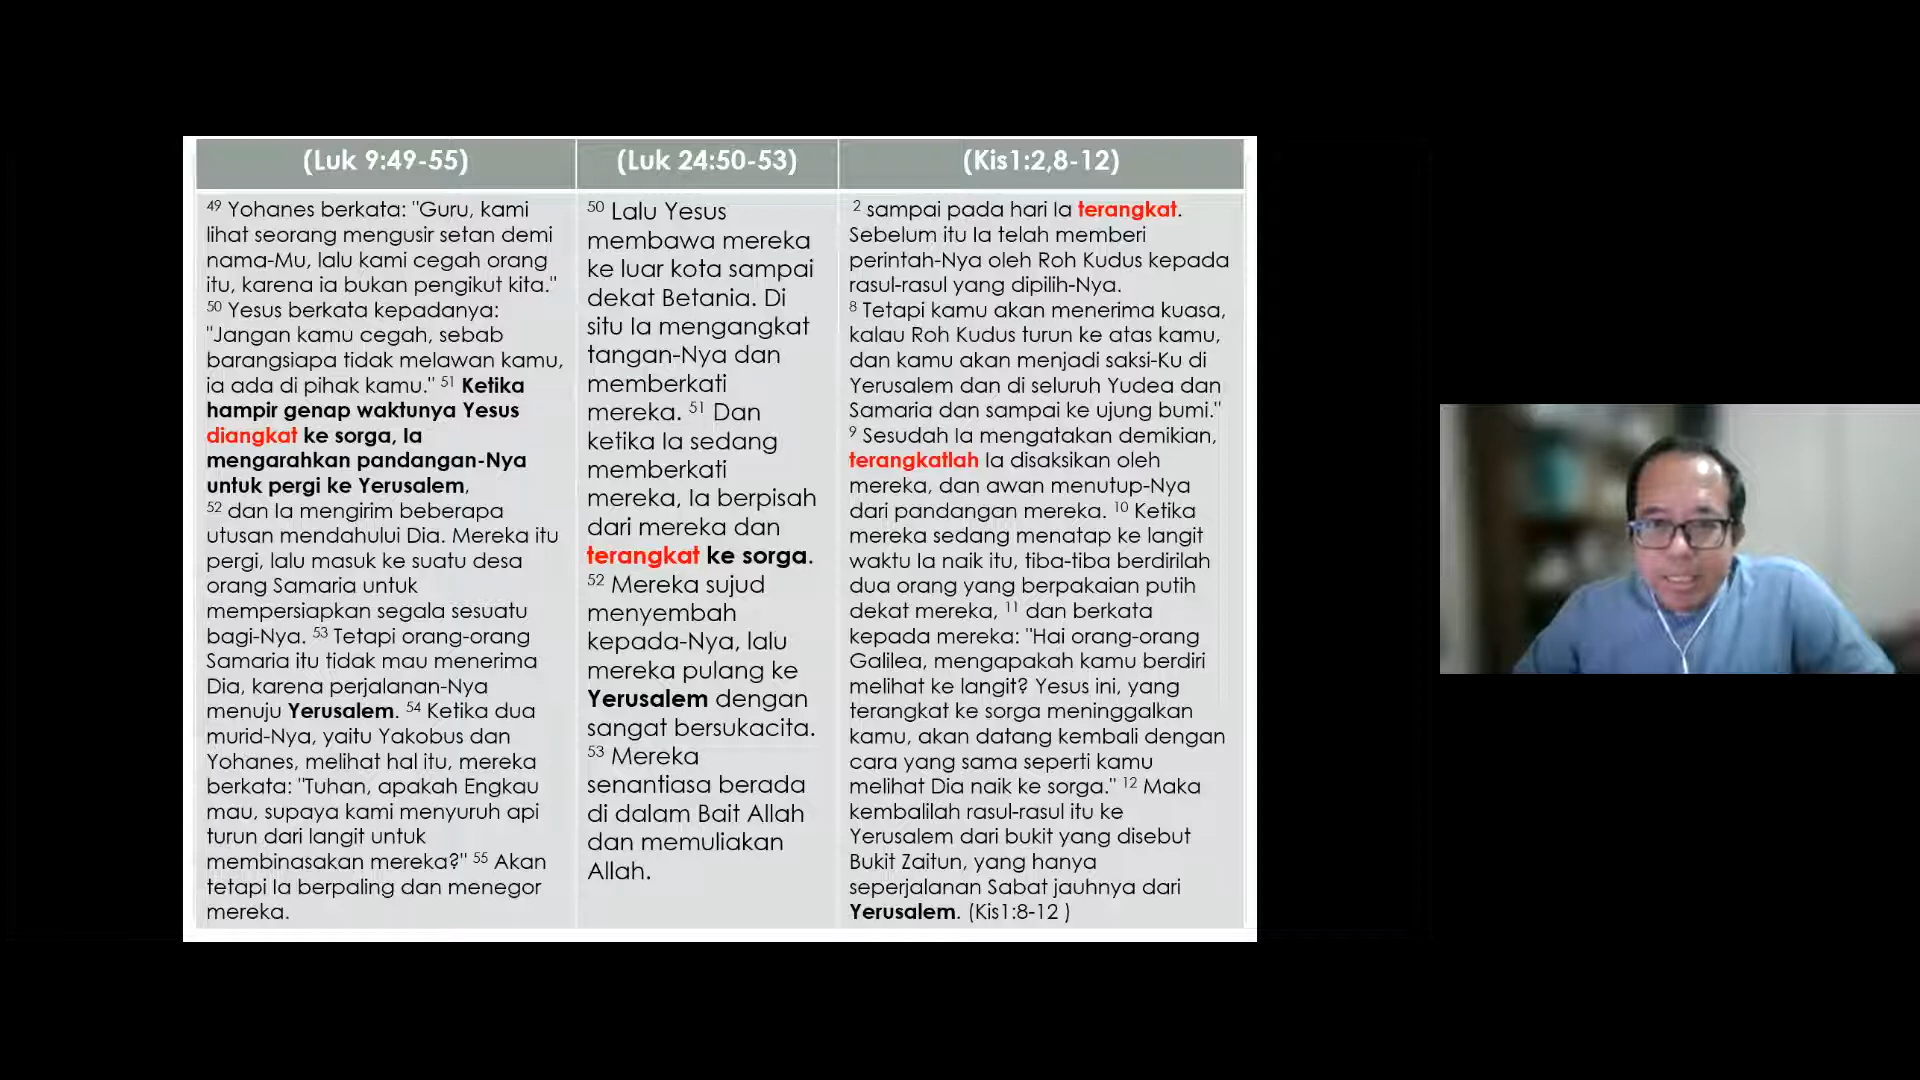 (Luk 9:49-55)
49 Yohanes berkata: "Guru, kami
lihat seorang mengusir setan demi
nama-Mu, lalu kami cegah orang
itu, karena ia bukan pengikut kita."
50 Yesus berkata kepadanya:
"Jangan kamu cegah, sebab
barangsiapa tidak melawan kamu,
ia ada di pihak kamu." 51 Ketika
hampir genap waktunya Yesus
diangkat ke sorga, Ia
mengarahkan pandangan-Nya
untuk pergi ke Yerusalem,
52 dan Ia mengirim beberapa
utusan mendahului Dia. Mereka itu
pergi, lalu masuk ke suatu desa
orang Samaria untuk
mempersiapkan segala sesuatu
bagi-Nya. 53 Tetapi orang-orang
Samaria itu tidak mau menerima
Dia, karena perjalanan-Nya
menuju Yerusalem. 54 Ketika dua
murid-Nya, yaitu Yakobus dan
Yohanes, melihat hal itu, mereka
berkata: "Tuhan, apakah Engkau
mau, supaya kami menyuruh api
turun dari langit untuk
membinasakan mereka?" 55 Akan
tetapi Ia berpaling dan menegor
mereka.
(Luk 24:50-53)
50 Lalu Yesus
membawa mereka
ke luar kota sampai
dekat Betania. Di
situ Ia mengangkat
tangan-Nya dan
memberkati
mereka. 51 Dan
ketika Ia sedang
memberkati
mereka, Ia berpisah
dari mereka dan
terangkat ke sorga.
52 Mereka sujud
menyembah
kepada-Nya, lalu
mereka pulang ke
Yerusalem dengan
sangat bersukacita.
53 Mereka
senantiasa berada
di dalam Bait Allah
dan memuliakan
Allah.
(Kis1:2,8-12)
2 sampai pada hari Ia terangkat.
Sebelum itu Ia telah memberi
perintah-Nya oleh Roh Kudus kepada
rasul-rasul yang dipilih-Nya.
8 Tetapi kamu akan menerima kuasa,
kalau Roh Kudus turun ke atas kamu,
dan kamu akan menjadi saksi-Ku di
Yerusalem dan di seluruh Yudea dan
Samaria dan sampai ke ujung bumi."
9 Sesudah Ia mengatakan demikian,
terangkatlah Ia disaksikan oleh
mereka, dan awan menutup-Nya
dari pandangan mereka. 10 Ketika
mereka sedang menatap ke langit
waktu Ia naik itu, tiba-tiba berdirilah
dua orang yang berpakaian putih
dekat mereka, 11 dan berkata
kepada mereka: "Hai orang-orang
Galilea, mengapakah kamu berdiri
melihat ke langit? Yesus ini, yang
terangkat ke sorga meninggalkan
kamu, akan datang kembali dengan
cara yang sama seperti kamu
melihat Dia naik ke sorga." 12 Maka
kembalilah rasul-rasul itu ke
Yerusalem dari bukit yang disebut
Bukit Zaitun, yang hanya
seperjalanan Sabat jauhnya dari
Yerusalem. (Kis1:8-12 )